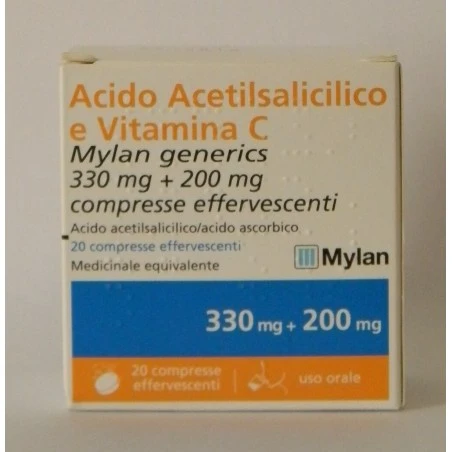 Acido Acetilsalicilico
e Vitamina C
Mylan generics
330 mg + 200 mg
compresse effervescenti
Acido acetilsalicilico/acido ascorbico
20 compresse effervescenti
Medicinale equivalente
Mylan
330 mg + 200 mg
20 compresse
effervescenti
uso orale